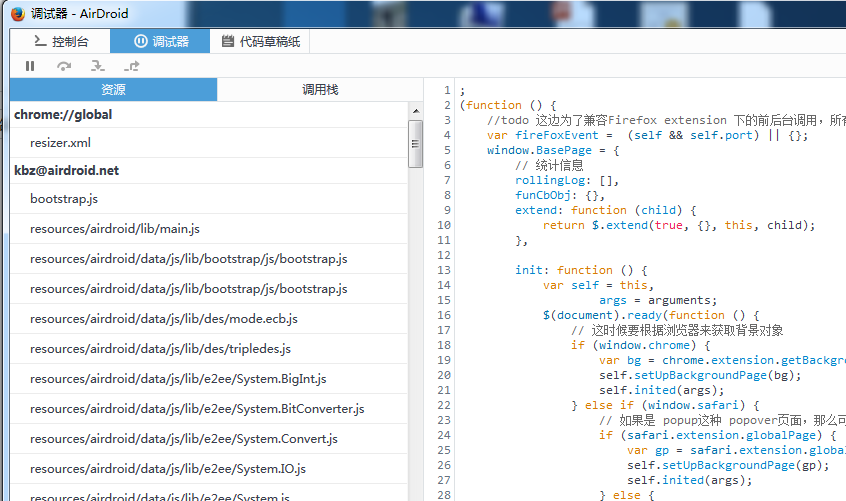 调试器 - AirDroid
控制台 调试器 代码草稿纸
资源 调用栈
chrome://global
resizer.xml
kbz@airdroid.net
bootstrap.js
resources/airdroid/lib/main.js
resources/airdroid/data/js/lib/bootstrap/js/bootstrap.js
resources/airdroid/data/js/lib/bootstrap/js/bootstrap.js
resources/airdroid/data/js/lib/des/mode.ecb.js
resources/airdroid/data/js/lib/des/tripledes.js
resources/airdroid/data/js/lib/e2ee/System.BigInt.js
resources/airdroid/data/js/lib/e2ee/System.BitConverter.js
resources/airdroid/data/js/lib/e2ee/System.Convert.js
resources/airdroid/data/js/lib/e2ee/System.IO.js
resources/airdroid/data/js/lib/e2ee/System.js
1 ;
2 (function () {
3 //todo 这边为了兼容Firefox extension 下的前后台调用，所有
4 var fireFoxEvent = (self && self.port) || {};
5 window.BasePage = {
6 // 统计信息
7 rollingLog: [],
8 funCbObj: {},
9 extend: function (child) {
10 return $.extend(true, {}, this, child);
11 },
12
13 init: function () {
14 var self = this,
15 args = arguments;
16 $(document).ready(function () {
17 // 这时候要根据浏览器来获取背景对象
18 if (window.chrome) {
19 var bg = chrome.extension.getBackgr
20 self.setUpBackgroundPage(bg);
21 self.inited(args);
22 } else if (window.safari) {
23 // 如果是 popup这种 popover页面，那么可
24 if (safari.extension.globalPage) {
25 var gp = safari.extension.global
26 self.setUpBackgroundPage(gp);
27 self.inited(args);
28 } else {